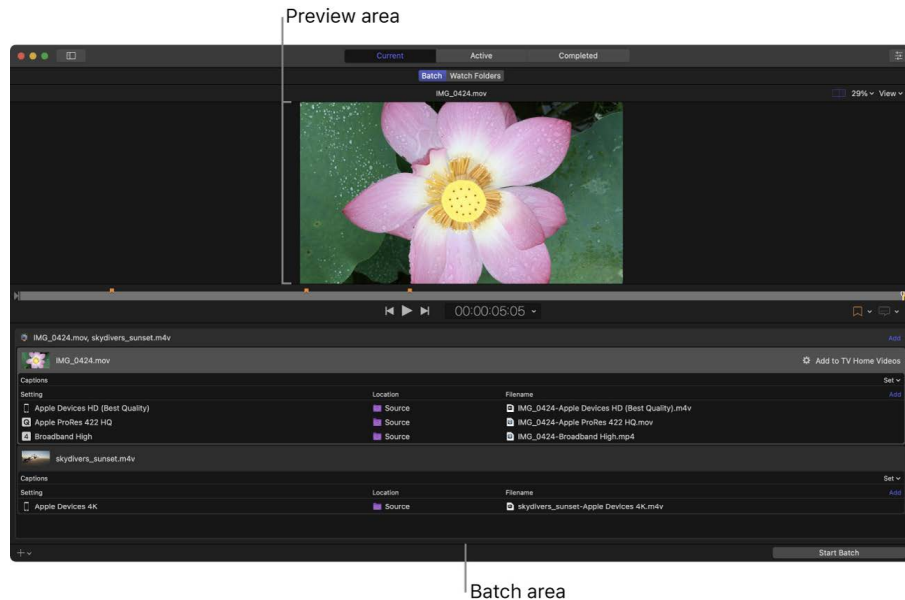 Preview area
Current Active Completed
Batch Watch Folders
IMG_0424.mov 29% View
00:00:05:05
IMG_0424.mov, skydivers_sunset.m4v Add
IMG_0424.mov Add to TV Home Videos
Captions Set
Setting Location Filename Add
Apple Devices HD (Best Quality) Source IMG_0424-Apple Devices HD (Best Quality).m4v
Apple ProRes 422 HQ Source IMG_0424-Apple ProRes 422 HQ.mov
4 Broadband High Source IMG_0424-Broadband High.mp4
skydivers_sunset.m4v
Captions Set
Setting Location Filename Add
Apple Devices 4K Source skydivers_sunset-Apple Devices 4K.m4v
Start Batch
Batch area